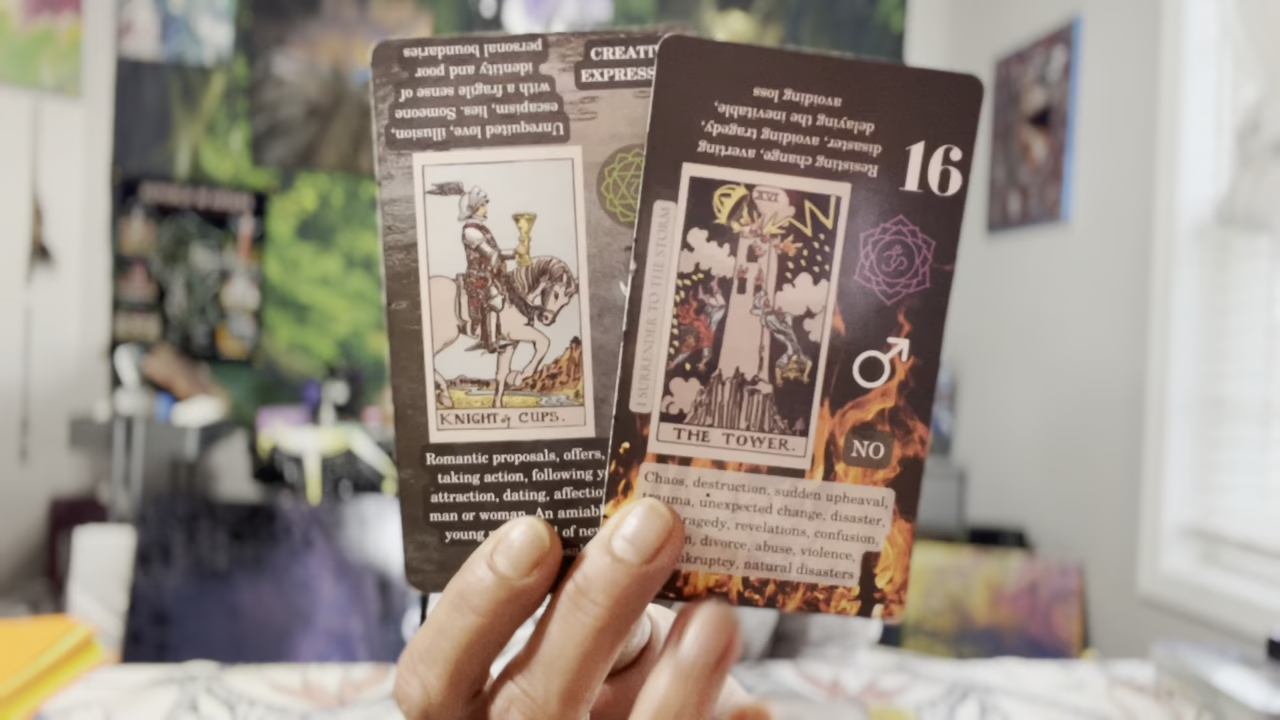 Unrequited love, illusion,
escapism, lies. Someone
with a fragile sense of
identity and poor
personal boundaries
CREATI
EXPRESS
KNIGHT of CUPS.
Romantic proposals, offers,
taking action, following y
attraction, dating, affectio
man or woman. An amiabl
young
of new
Resisting change, averting
disaster, avoiding tragedy,
delaying the inevitable,
avoiding loss
16
I SURRENDER TO THE STORM
XVI
ॐ
THE TOWER.
NO
Chaos, destruction, sudden upheaval,
trauma, unexpected change, disaster,
tragedy, revelations, confusion,
n, divorce, abuse, violence,
kruptcy, natural disasters